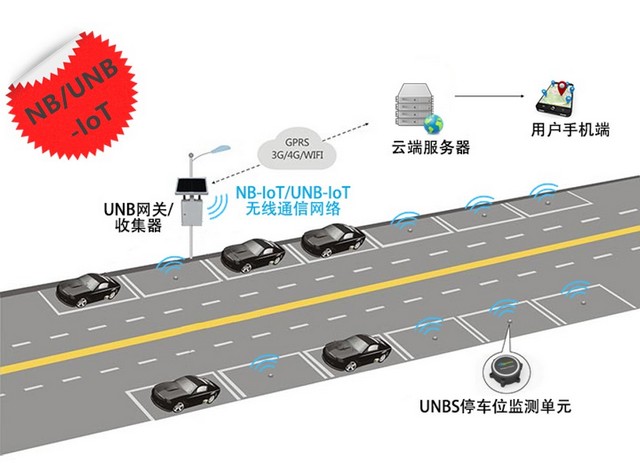 NB/UNB
-IoT
GPRS
3G/4G/WIFI
云端服务器
用户手机端
UNB网关/
收集器
NB-IoT/UNB-IoT
无线通信网络
UNBS停车位监测单元